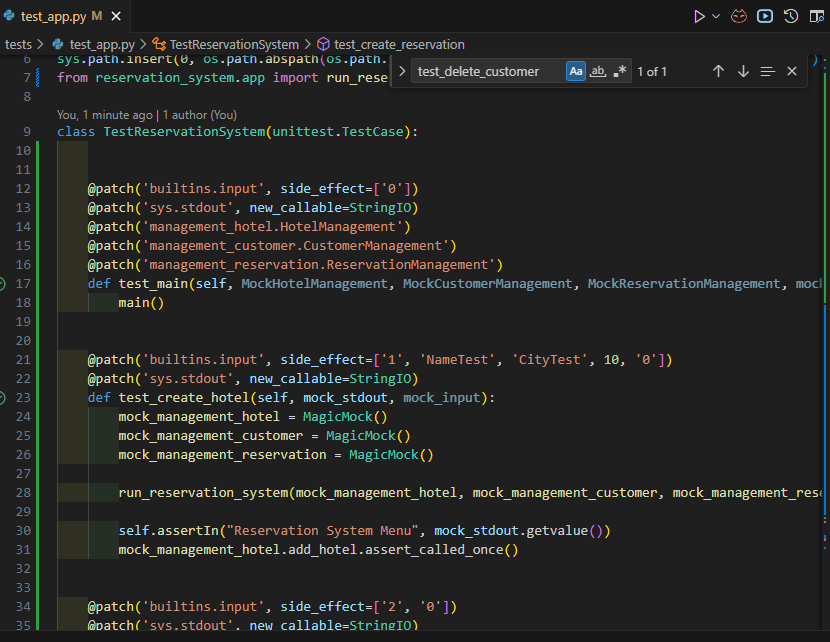 test_app.py M
tests > test_app.py > TestReservationSystem > test_create_reservation
test_delete_customer Aa ab 1 of 1
6 sys.path.insert(0, os.path.abspath(os.path.
7 from reservation_system.app import run_rese
8
You, 1 minute ago | 1 author (You)
9 class TestReservationSystem(unittest.TestCase):
10
11
12 @patch('builtins.input', side_effect=['0'])
13 @patch('sys.stdout', new_callable=StringIO)
14 @patch('management_hotel.HotelManagement')
15 @patch('management_customer.CustomerManagement')
16 @patch('management_reservation.ReservationManagement')
17 def test_main(self, MockHotelManagement, MockCustomerManagement, MockReservationManagement, moc
18 main()
19
20
21 @patch('builtins.input', side_effect=['1', 'NameTest', 'CityTest', 10, '0'])
22 @patch('sys.stdout', new_callable=StringIO)
23 def test_create_hotel(self, mock_stdout, mock_input):
24 mock_management_hotel = MagicMock()
25 mock_management_customer = MagicMock()
26 mock_management_reservation = MagicMock()
27
28 run_reservation_system(mock_management_hotel, mock_management_customer, mock_management_rese
29
30 self.assertIn("Reservation System Menu", mock_stdout.getvalue())
31 mock_management_hotel.add_hotel.assert_called_once()
32
33
34 @patch('builtins.input', side_effect=['2', '0'])
35 @patch('sys.stdout', new_callable=StringIO)